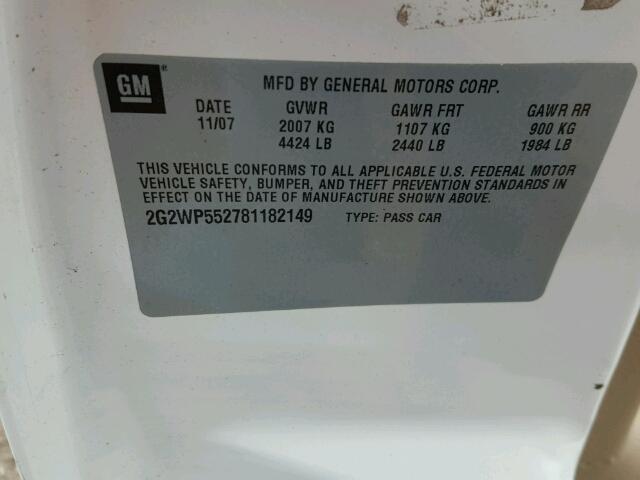 GM MFD BY GENERAL MOTORS CORP.
DATE GVWR GAWR FRT GAWR RR
11/07 2007 KG 1107 KG 900 KG
4424 LB 2440 LB 1984 LB
THIS VEHICLE CONFORMS TO ALL APPLICABLE U.S. FEDERAL MOTOR
VEHICLE SAFETY, BUMPER, AND THEFT PREVENTION STANDARDS IN
EFFECT ON THE DATE OF MANUFACTURE SHOWN ABOVE.
2G2WP552781182149 TYPE: PASS CAR